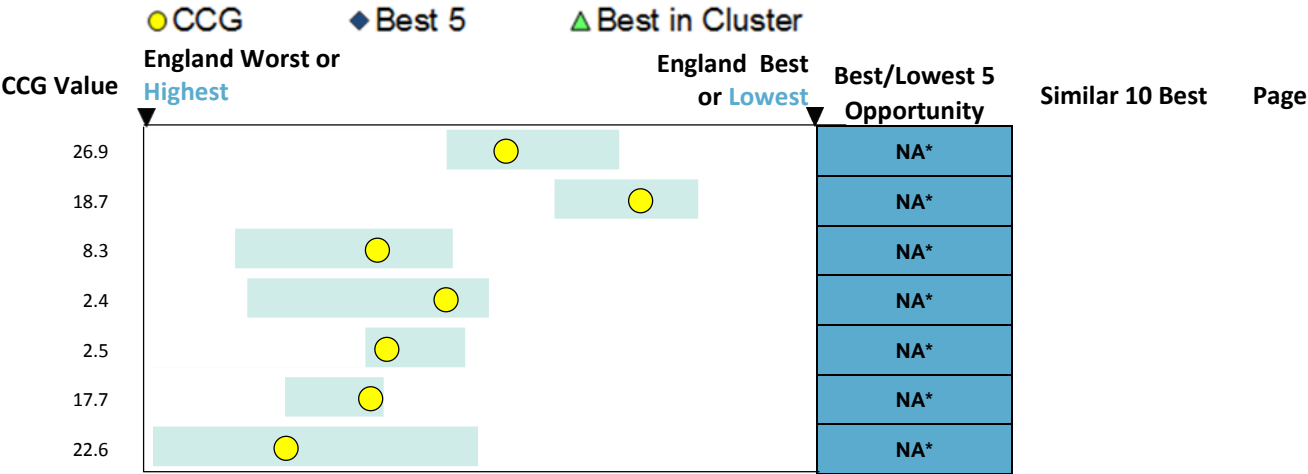 CCG Best 5 Best in Cluster
CCG Value
England Worst or
Highest
England Best
or Lowest
Best/Lowest 5
Opportunity
Similar 10 Best
Page
26.9 NA*
18.7 NA*
8.3 NA*
2.4 NA*
2.5 NA*
17.7 NA*
22.6 NA*